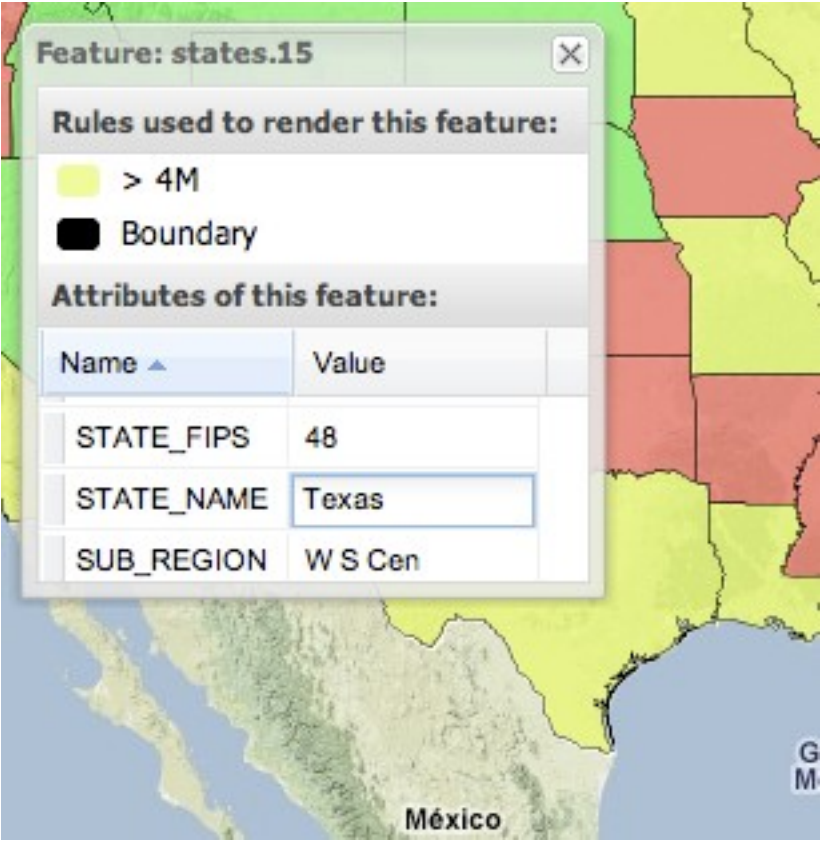 Feature: states.15
Rules used to render this feature:
> 4M
Boundary
Attributes of this feature:
Name Value
STATE_FIPS 48
STATE_NAME Texas
SUB_REGION W S Cen
México